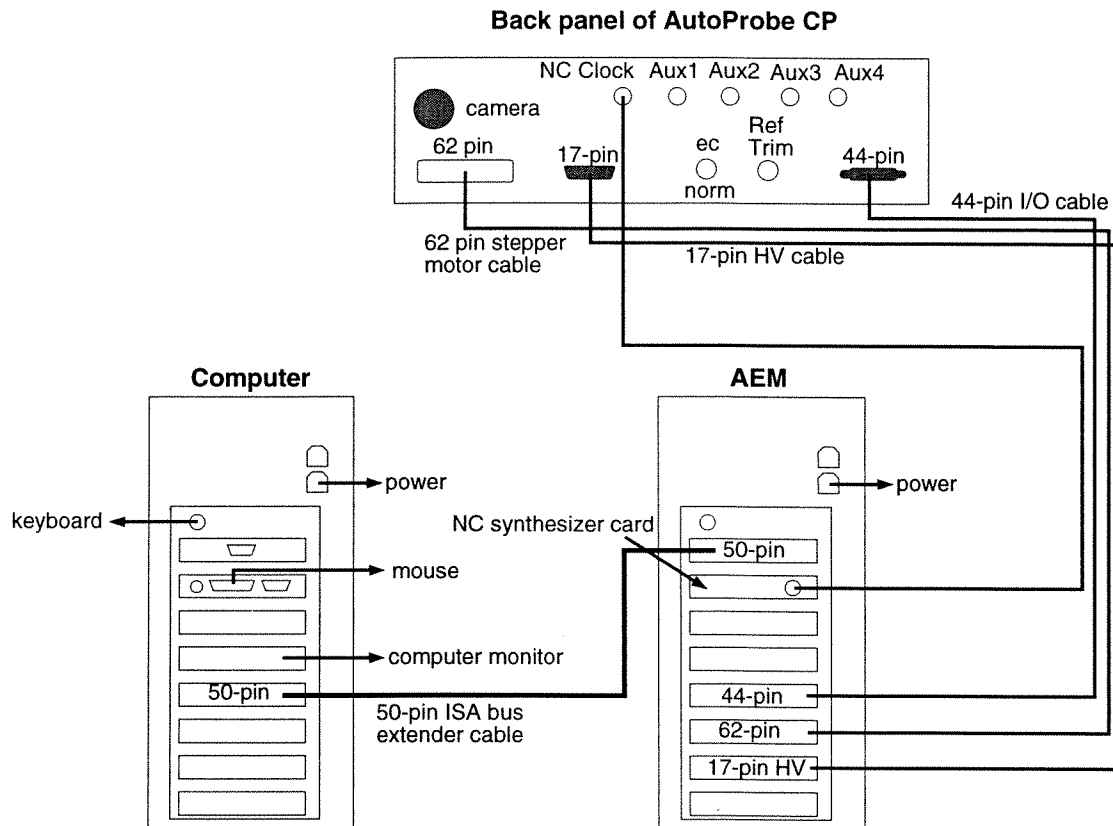 Back panel of AutoProbe CP
NC Clock
Aux1
Aux2
Aux3
Aux4
camera
62 pin
17-pin
ec
norm
Ref
Trim
44-pin
44-pin I/O cable
62 pin stepper
motor cable
17-pin HV cable
Computer
AEM
power
power
keyboard
NC synthesizer card
50-pin
mouse
computer monitor
50-pin
50-pin ISA bus
extender cable
44-pin
62-pin
17-pin HV